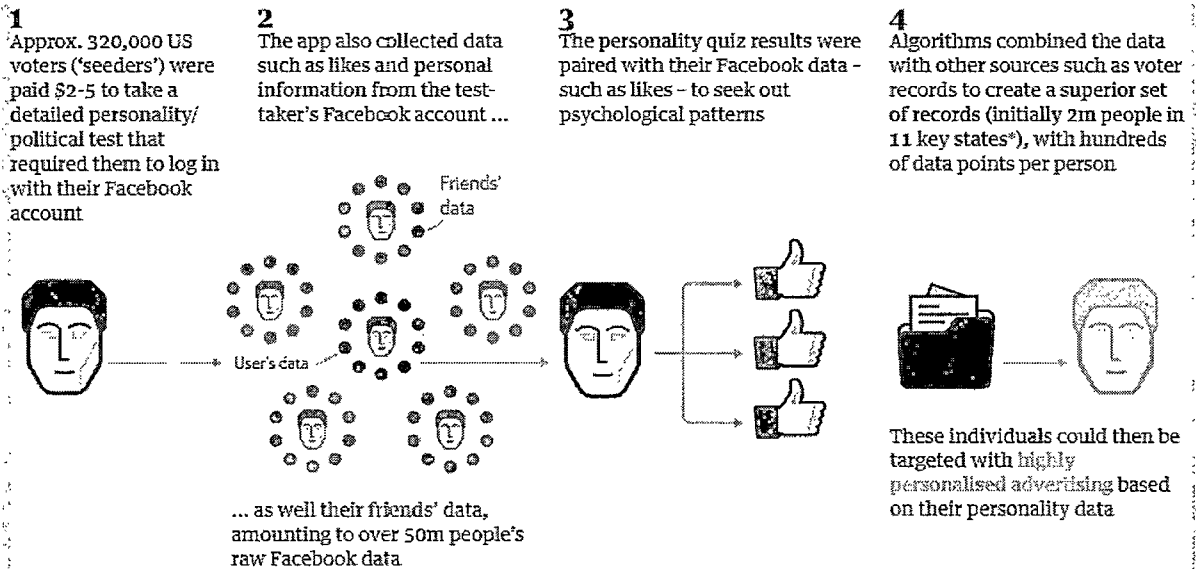 1
Approx. 320,000 US
voters (‘seeders’) were
paid $2-5 to take a
detailed personality/
political test that
required them to log in
with their Facebook
account
2
The app also collected data
such as likes and personal
information from the test-
taker's Facebook account ...
Friends'
data
User's data
... as well their friends' data,
amounting to over 50m people's
raw Facebook data
3
The personality quiz results were
paired with their Facebook data –
such as likes – to seek out
psychological patterns
4
Algorithms combined the data
with other sources such as voter
records to create a superior set
of records (initially 2m people in
11 key states*), with hundreds
of data points per person
These individuals could then be
targeted with highly
personalised advertising based
on their personality data